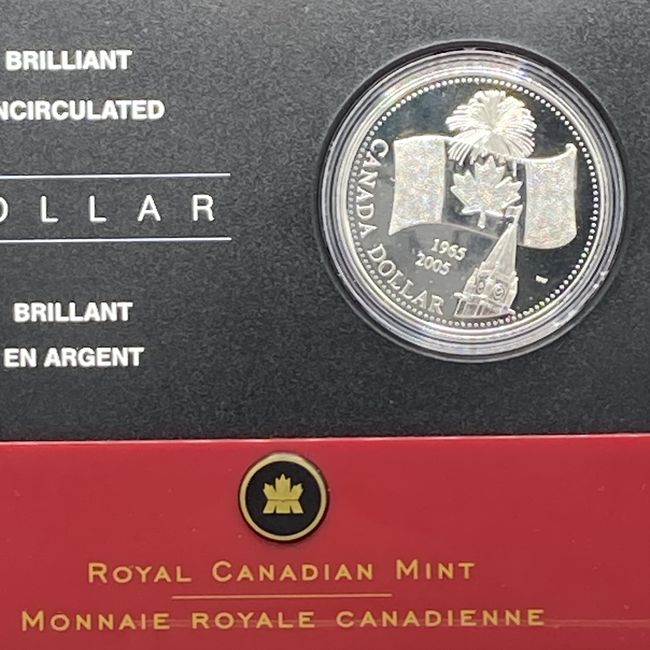 BRILLIANT
NCIRCULATED
OLLAR
BRILLANT
EN ARGENT
CANADA DOLLAR
1965
2005
ROYAL CANADIAN MINT
MONNAIE ROYALE CANADIENNE